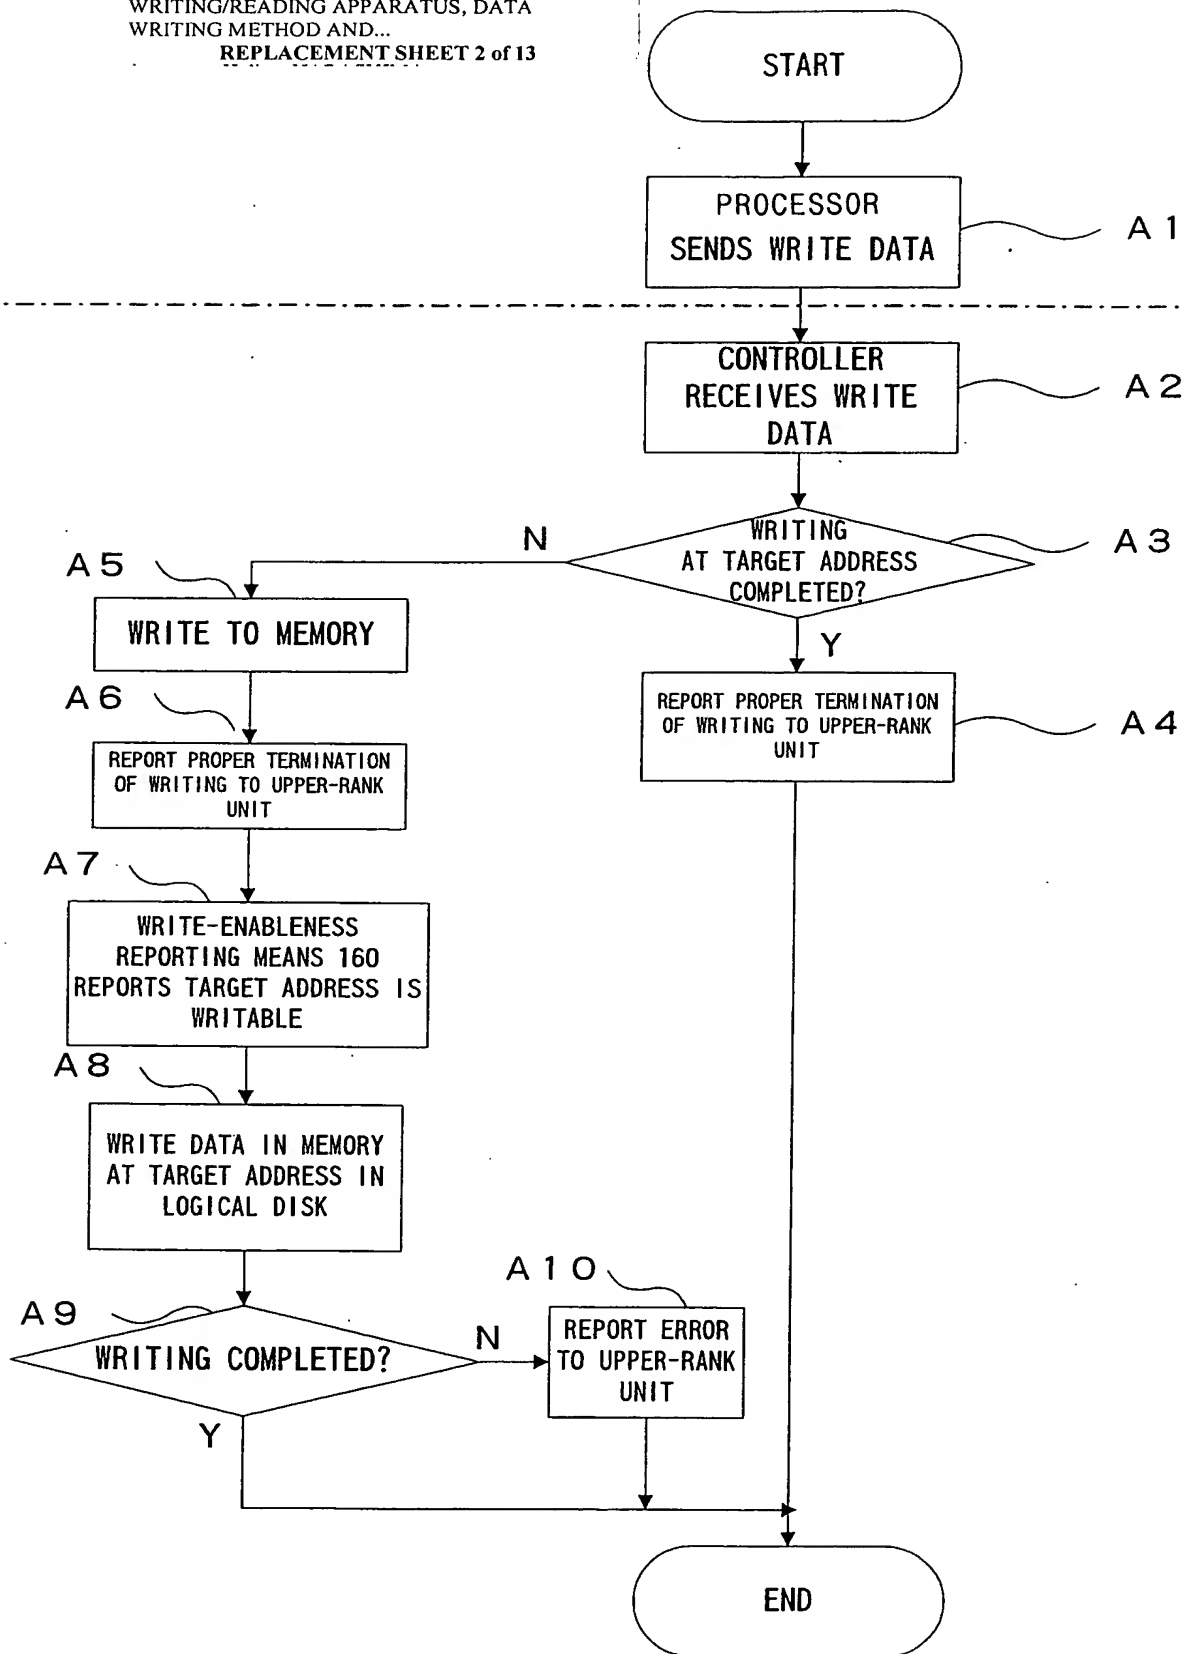 WRITING/READING APPARATUS, DATA
WRITING METHOD AND...
REPLACEMENT SHEET 2 of 13
START
PROCESSOR
SENDS WRITE DATA
A1
CONTROLLER
RECEIVES WRITE
DATA
A2
WRITING
AT TARGET ADDRESS
COMPLETED?
A3
N
Y
A5
WRITE TO MEMORY
REPORT PROPER TERMINATION
OF WRITING TO UPPER-RANK
UNIT
A4
A6
REPORT PROPER TERMINATION
OF WRITING TO UPPER-RANK
UNIT
A7
WRITE-ENABLENESS
REPORTING MEANS 160
REPORTS TARGET ADDRESS IS
WRITABLE
A8
WRITE DATA IN MEMORY
AT TARGET ADDRESS IN
LOGICAL DISK
A9
WRITING COMPLETED?
N
Y
A10
REPORT ERROR
TO UPPER-RANK
UNIT
END